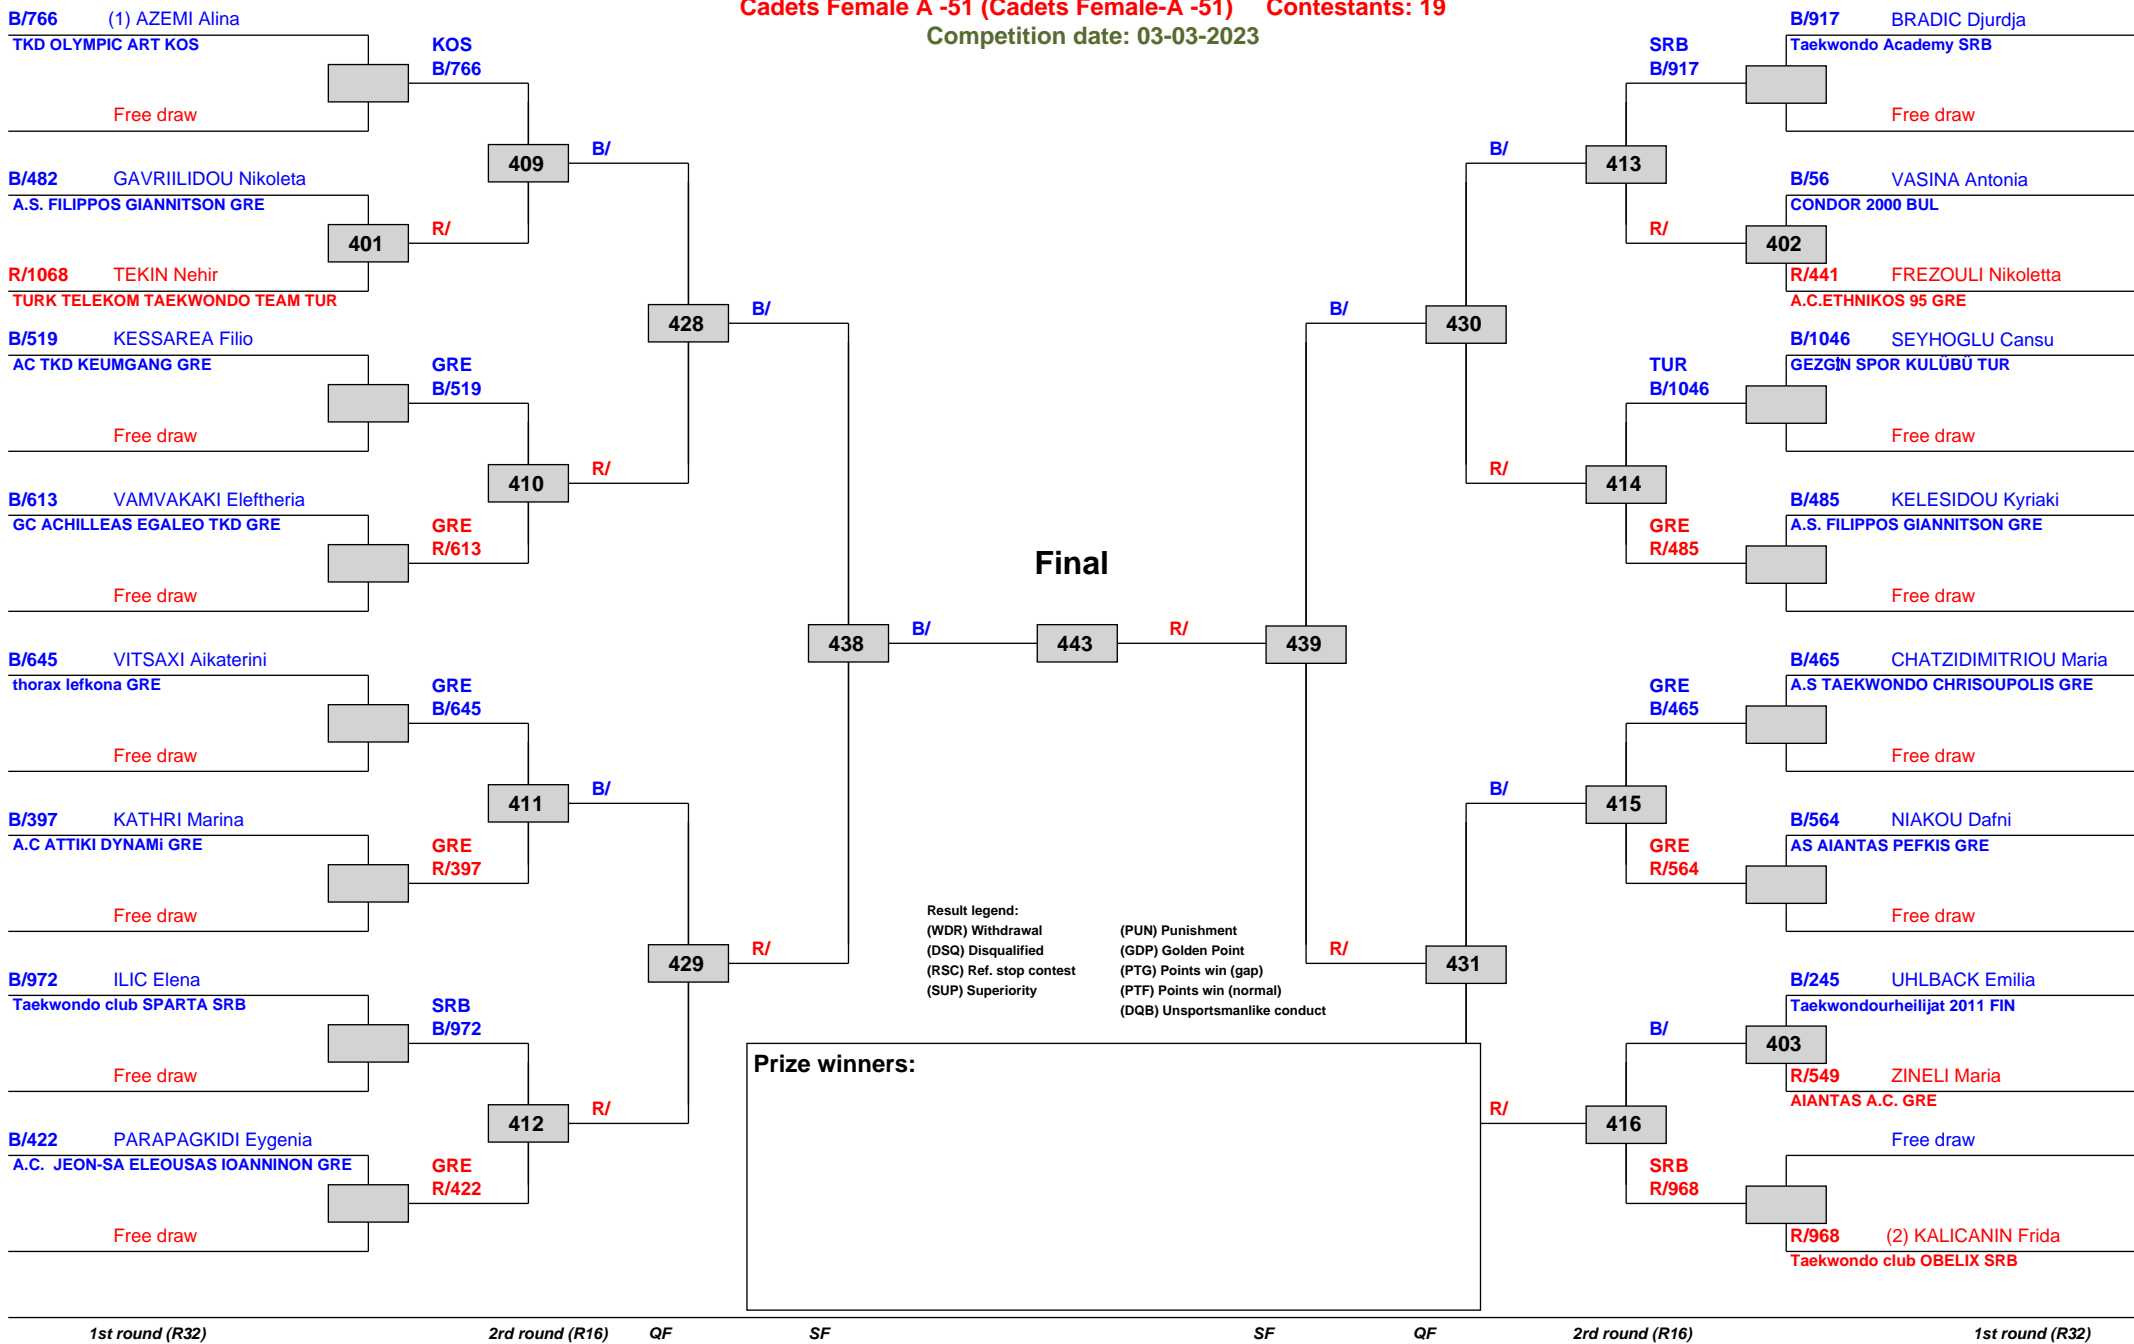 Cadets Female A -51 (Cadets Female-A -51) Contestants: 19
Competition date: 03-03-2023
B/766 (1) AZEMI Alina
TKD OLYMPIC ART KOS
Free draw
KOS
B/766
B/482 GAVRIILIDOU Nikoleta
A.S. FILIPPOS GIANNITSON GRE
401
R/1068 TEKIN Nehir
TURK TELEKOM TAEKWONDO TEAM TUR
R/
409
B/
B/519 KESSAREA Filio
AC TKD KEUMGANG GRE
Free draw
GRE
B/519
B/613 VAMVAKAKI Eleftheria
GC ACHILLEAS EGALEO TKD GRE
Free draw
GRE
R/613
410
R/
428
B/
B/645 VITSAXI Aikaterini
thorax lefkona GRE
Free draw
GRE
B/645
B/397 KATHRI Marina
A.C ATTIKI DYNAMi GRE
Free draw
GRE
R/397
411
B/
B/972 ILIC Elena
Taekwondo club SPARTA SRB
Free draw
SRB
B/972
B/422 PARAPAGKIDI Eygenia
A.C. JEON-SA ELEOUSAS IOANNINON GRE
Free draw
GRE
R/422
412
R/
429
R/
438
B/
Final
443
R/
439
B/
R/
430
B/
R/
431
B/
R/
413
SRB
B/917
R/
B/917 BRADIC Djurdja
Taekwondo Academy SRB
Free draw
B/56 VASINA Antonia
CONDOR 2000 BUL
402
R/441 FREZOULI Nikoletta
A.C.ETHNIKOS 95 GRE
414
TUR
B/1046
GRE
R/485
B/1046 SEYHOGLU Cansu
GEZGİN SPOR KULÜBÜ TUR
Free draw
B/485 KELESIDOU Kyriaki
A.S. FILIPPOS GIANNITSON GRE
Free draw
415
GRE
B/465
GRE
R/564
B/465 CHATZIDIMITRIOU Maria
A.S TAEKWONDO CHRISOUPOLIS GRE
Free draw
B/564 NIAKOU Dafni
AS AIANTAS PEFKIS GRE
Free draw
416
B/
SRB
R/968
B/245 UHLBACK Emilia
Taekwondourheilijat 2011 FIN
403
R/549 ZINELI Maria
AIANTAS A.C. GRE
Free draw
R/968 (2) KALICANIN Frida
Taekwondo club OBELIX SRB
Result legend:
(WDR) Withdrawal (PUN) Punishment
(DSQ) Disqualified (GDP) Golden Point
(RSC) Ref. stop contest (PTG) Points win (gap)
(SUP) Superiority (PTF) Points win (normal)
(DQB) Unsportsmanlike conduct
Prize winners:
1st round (R32) 2rd round (R16) QF SF SF QF 2rd round (R16) 1st round (R32)